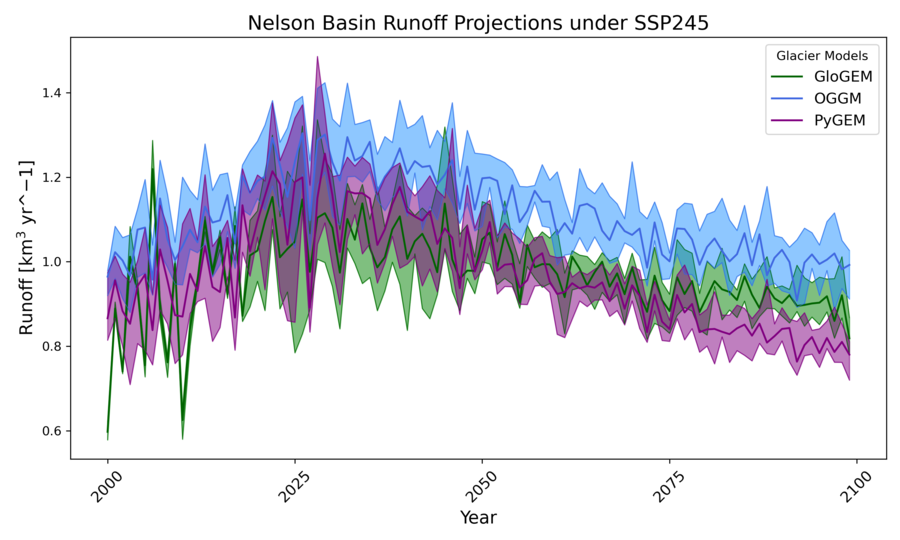 Nelson Basin Runoff Projections under SSP245
Glacier Models
GloGEM
OGGM
PyGEM
Runoff [km³ yr^−1]
1.4
1.2
1.0
0.8
0.6
2000
2025
2050
2075
2100
Year